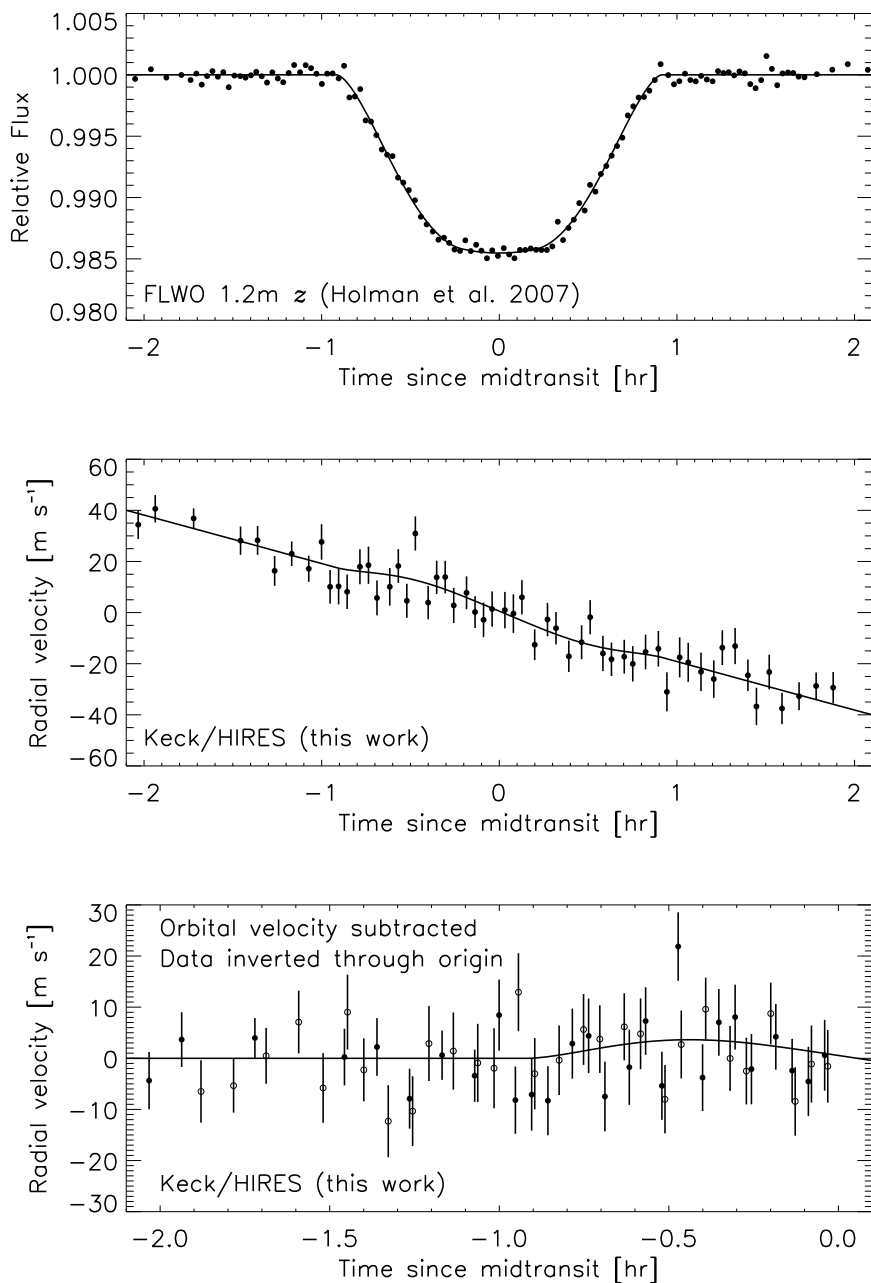 1.005
1.000
0.995
0.990
0.985
0.980
Relative Flux
FLWO 1.2m z (Holman et al. 2007)
−2 −1 0 1 2
Time since midtransit [hr]
60
40
20
0
−20
−40
−60
Radial velocity [m s⁻¹]
Keck/HIRES (this work)
−2 −1 0 1 2
Time since midtransit [hr]
30
20
10
0
−10
−20
−30
Radial velocity [m s⁻¹]
Orbital velocity subtracted
Data inverted through origin
Keck/HIRES (this work)
−2.0 −1.5 −1.0 −0.5 0.0
Time since midtransit [hr]